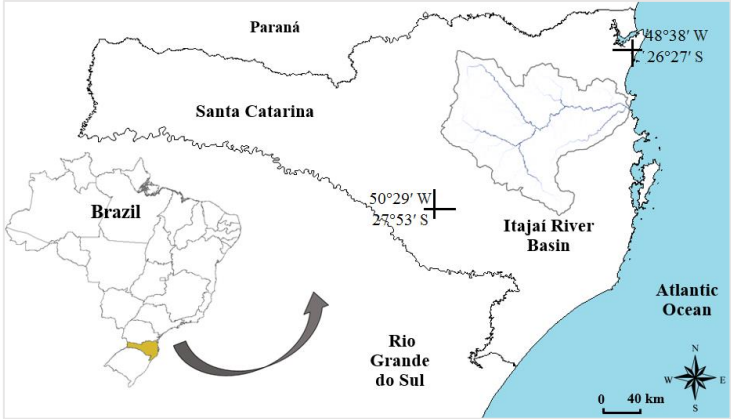 Paraná
48°38' W
26°27' S
Santa Catarina
50°29' W
27°53' S
Brazil
Itajaí River
Basin
Atlantic
Ocean
Rio
Grande
do Sul
N
W
E
S
0 40 km